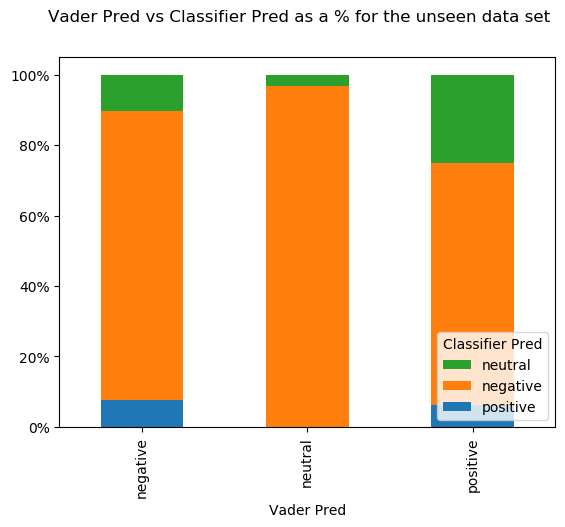 Vader Pred vs Classifier Pred as a % for the unseen data set
100%
80%
60%
40%
20%
0%
Classifier Pred
neutral
negative
positive
negative
neutral
positive
Vader Pred